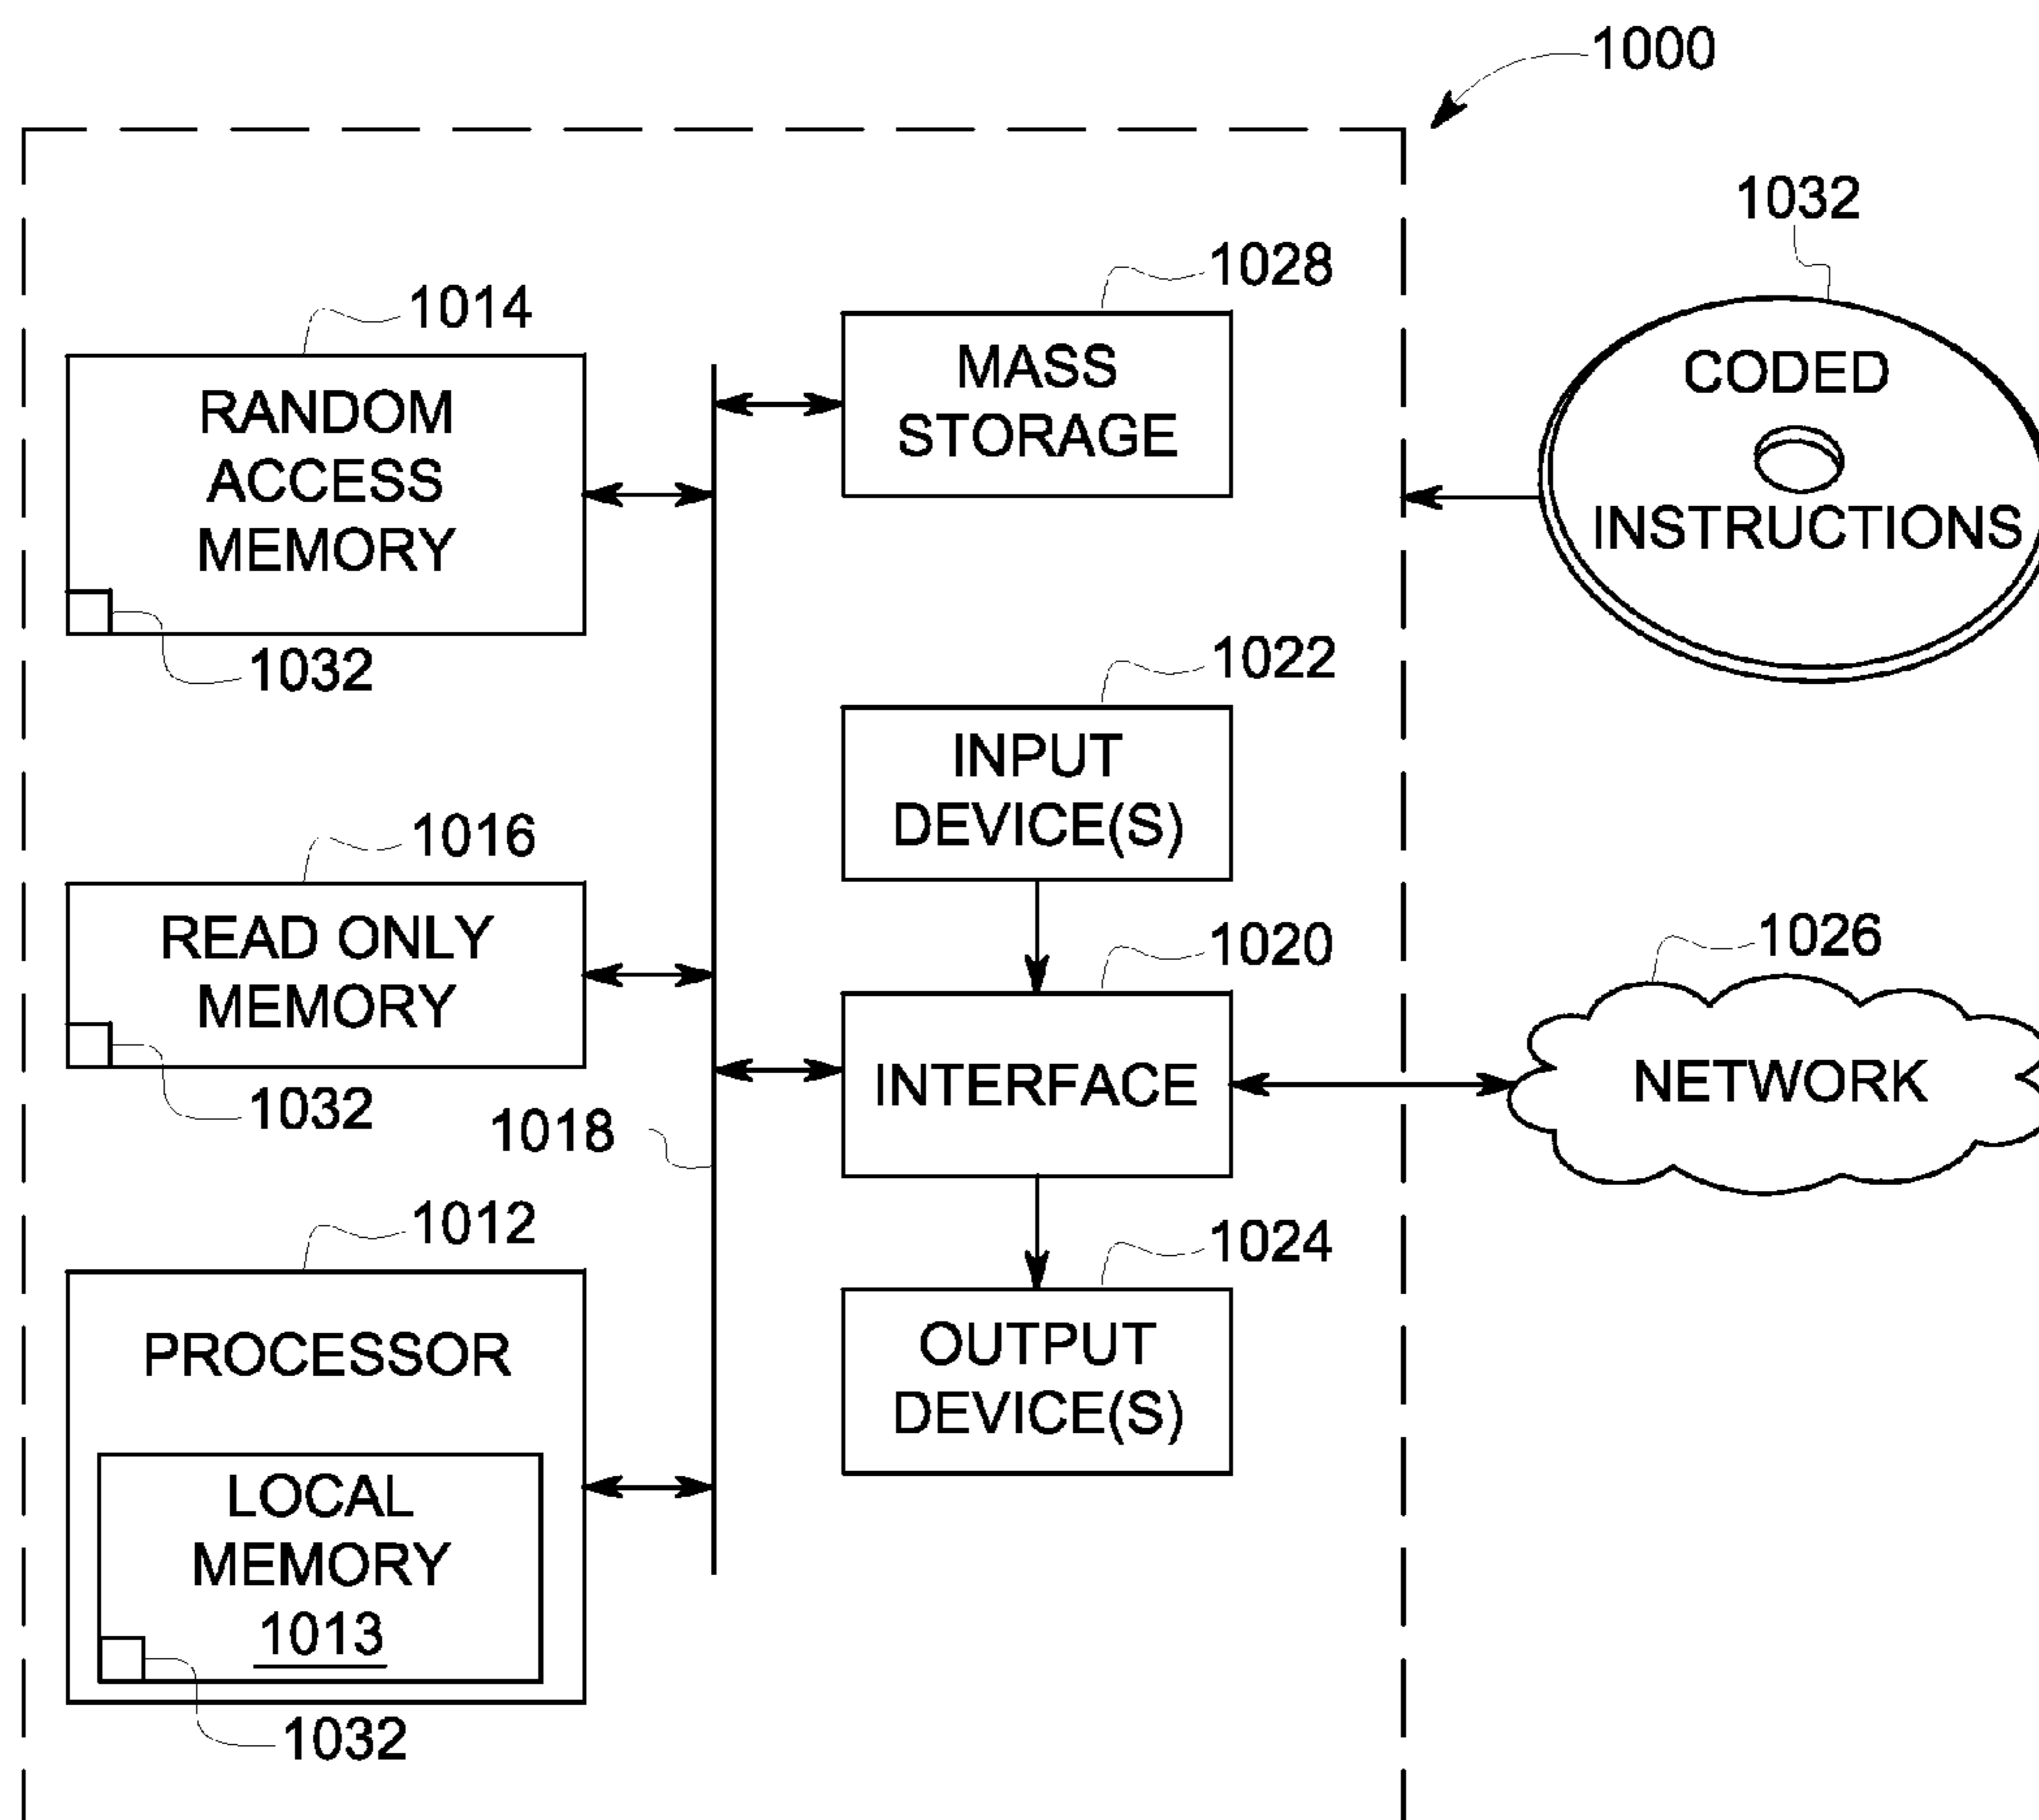 1000
1032
CODED
INSTRUCTIONS
1014
RANDOM
ACCESS
MEMORY
1032
1028
MASS
STORAGE
1022
INPUT
DEVICE(S)
1016
READ ONLY
MEMORY
1032
1018
1020
INTERFACE
1026
NETWORK
1012
PROCESSOR
LOCAL
MEMORY
1013
1032
1024
OUTPUT
DEVICE(S)